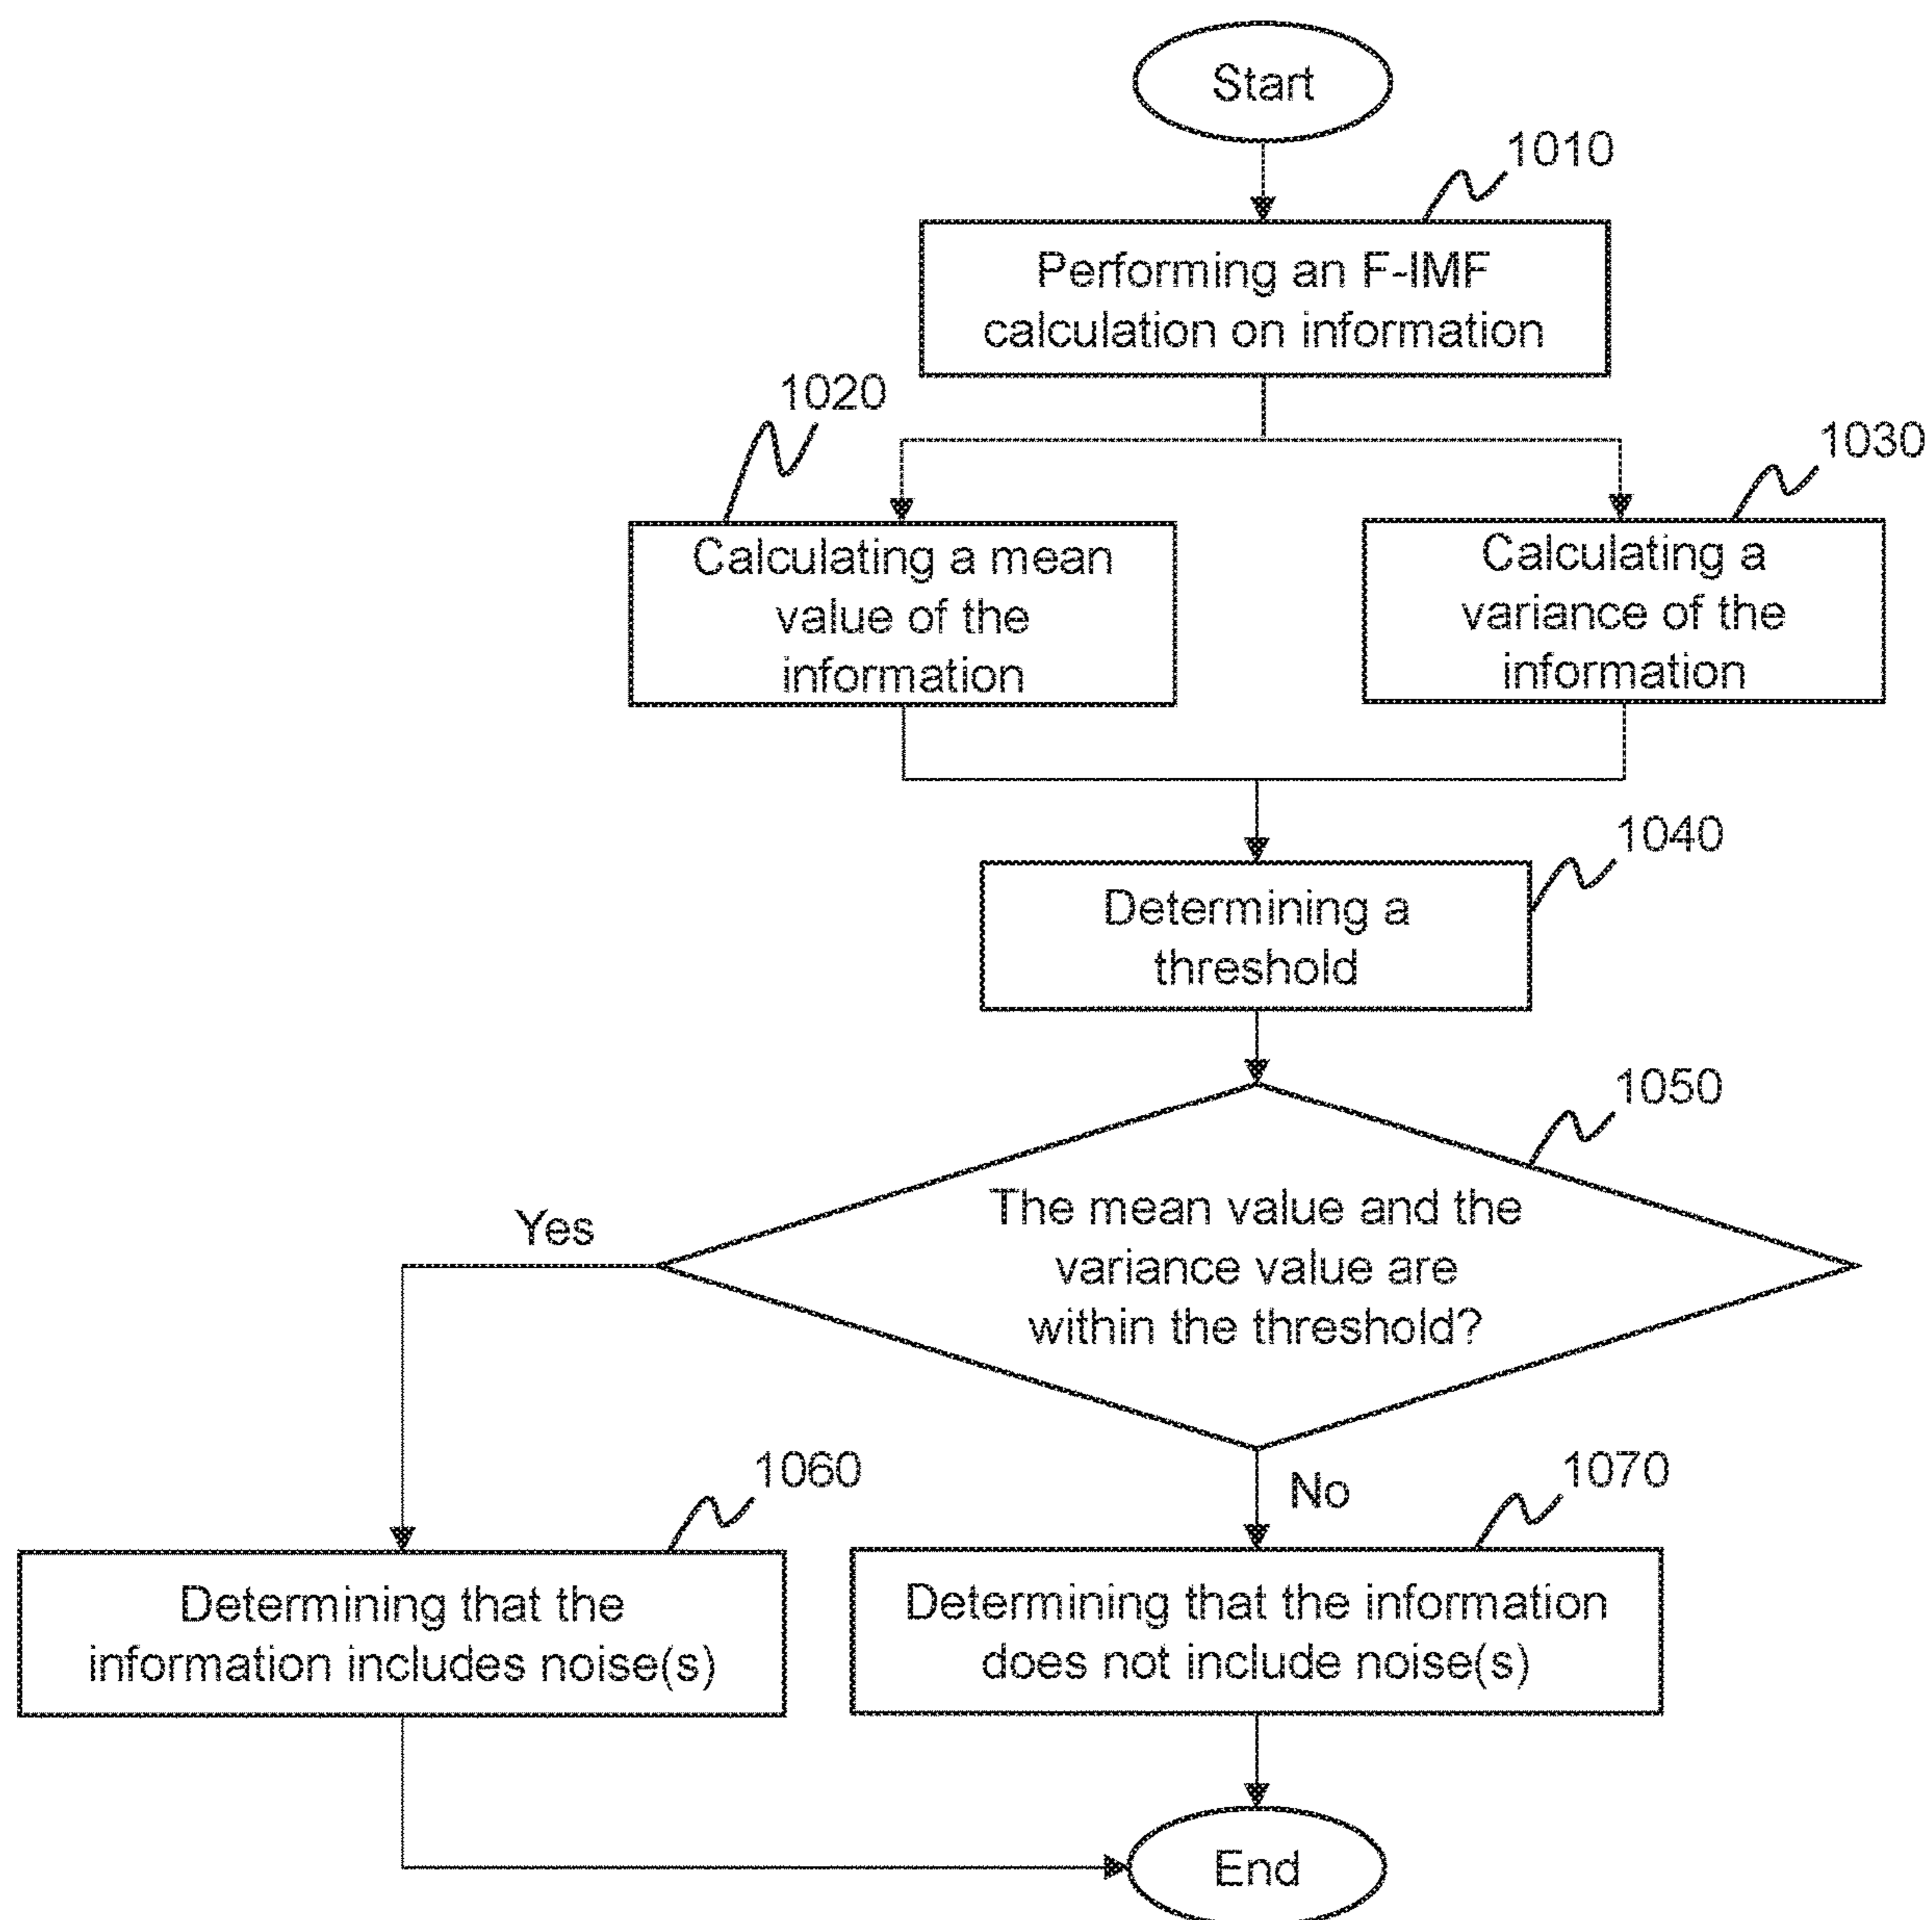 Start
1010
Performing an F-IMF
calculation on information
1020
1030
Calculating a mean
value of the
information
Calculating a
variance of the
information
1040
Determining a
threshold
1050
The mean value and the
variance value are
within the threshold?
Yes
No
1060
1070
Determining that the
information includes noise(s)
Determining that the information
does not include noise(s)
End